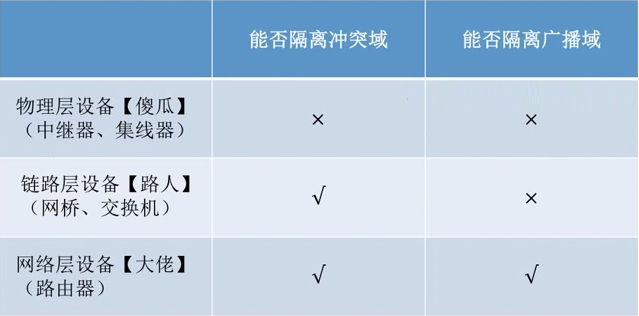 能否隔离冲突域 能否隔离广播域
物理层设备【傻瓜】
（中继器、集线器） × ×
链路层设备【路人】
（网桥、交换机） √ ×
网络层设备【大佬】
（路由器） √ √